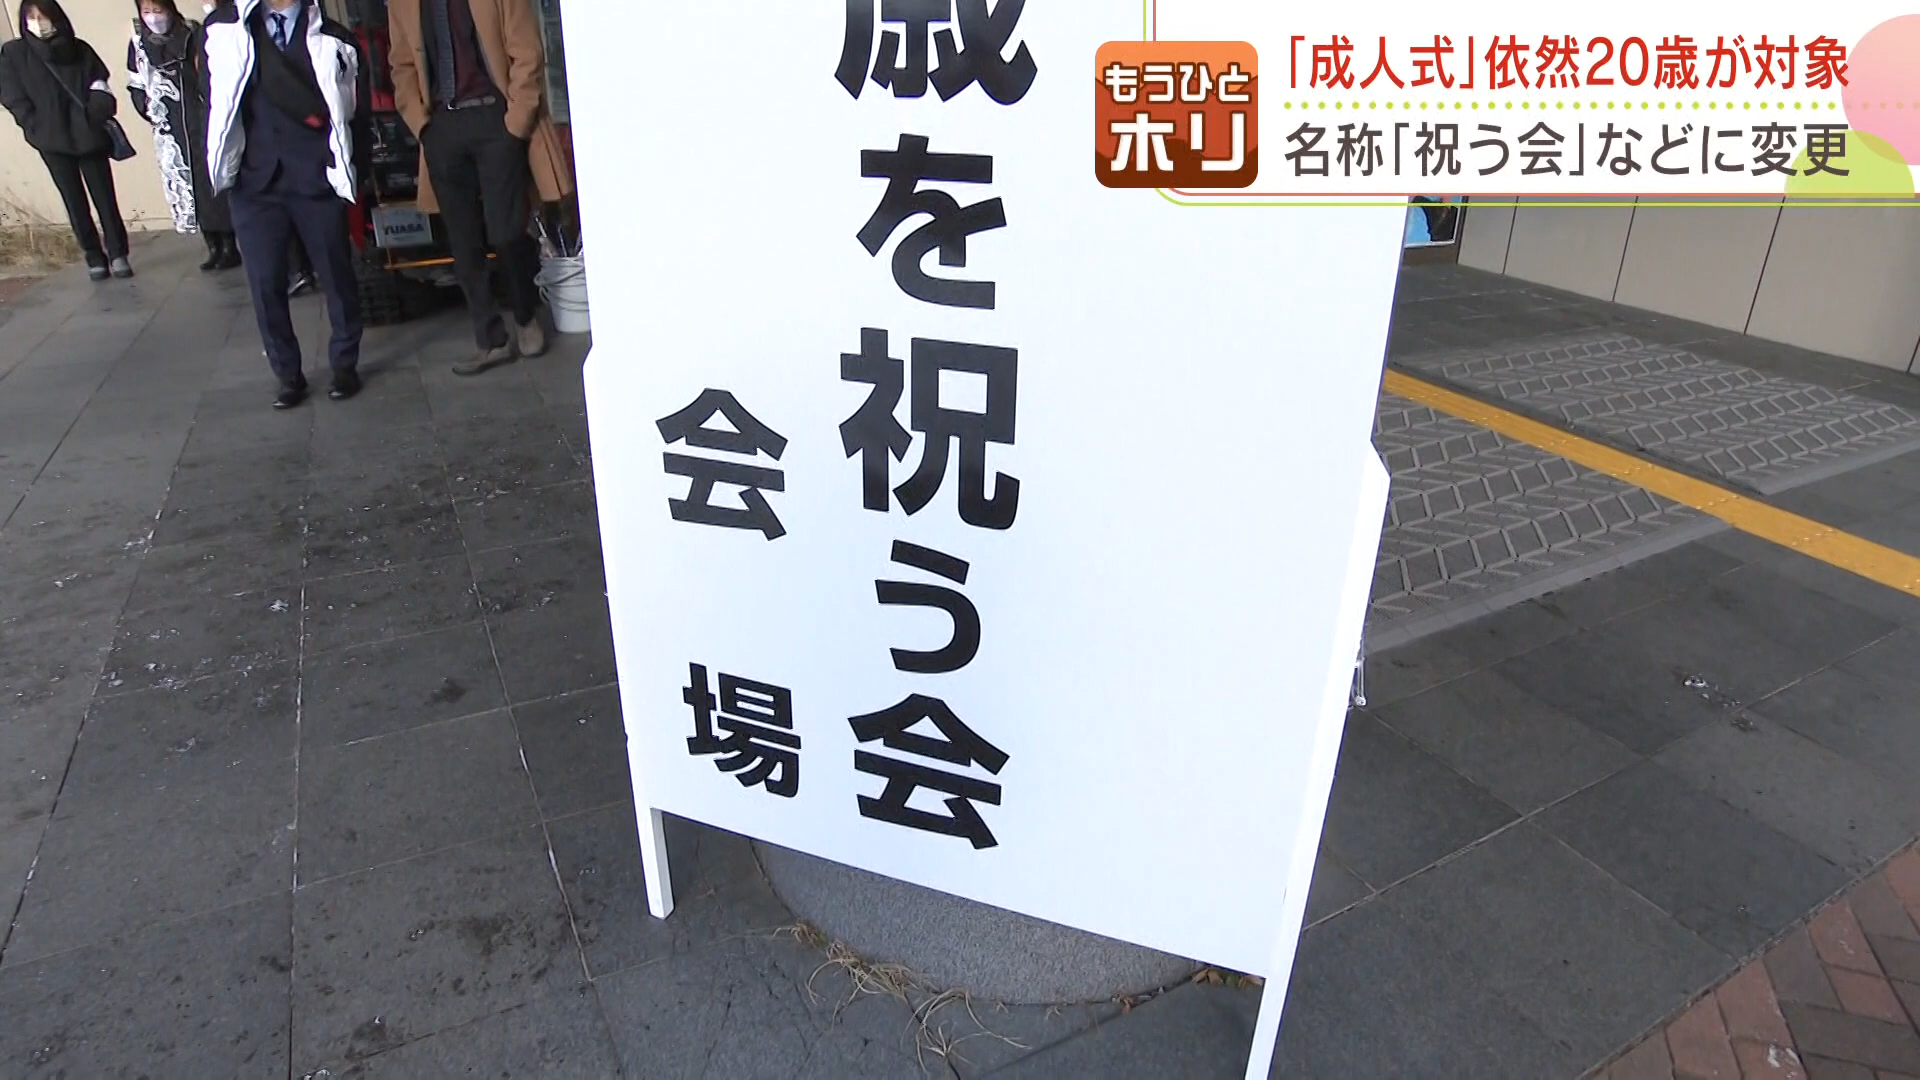 もうひと
ホリ
「成人式」依然20歳が対象
名称「祝う会」などに変更
歳を祝う会
会場
YUASA